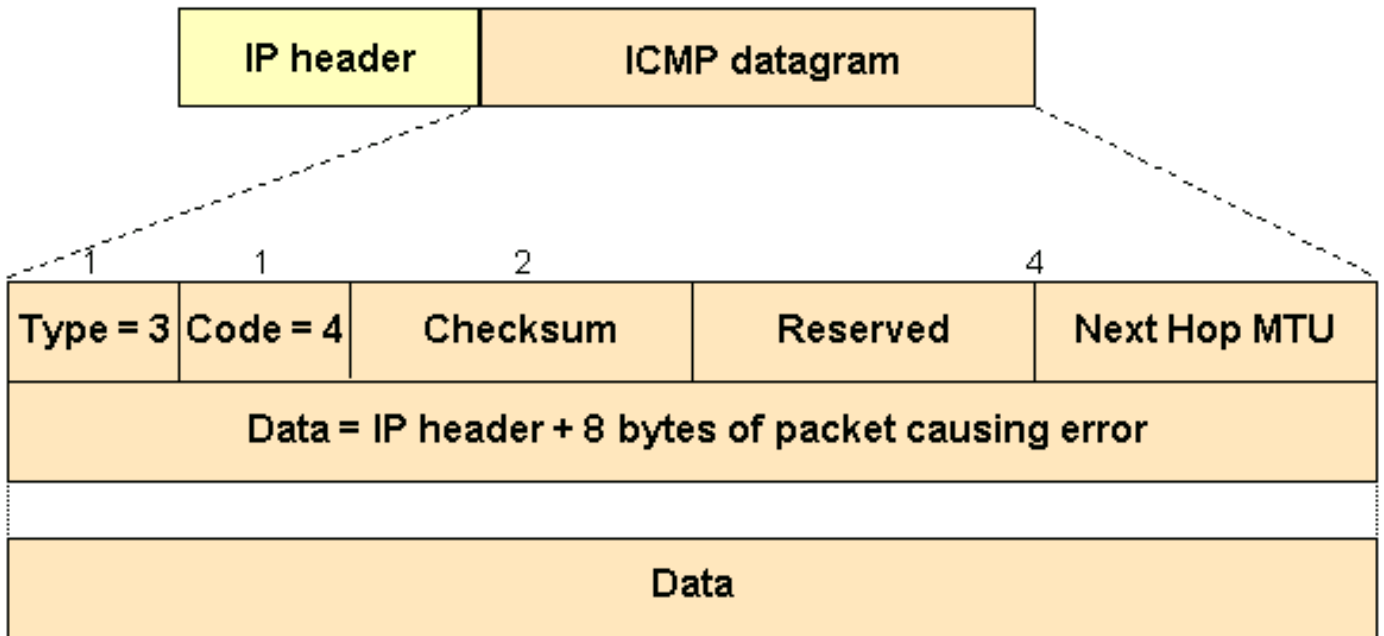 IP header ICMP datagram
1 1 2 4
Type = 3 Code = 4 Checksum Reserved Next Hop MTU
Data = IP header + 8 bytes of packet causing error
Data